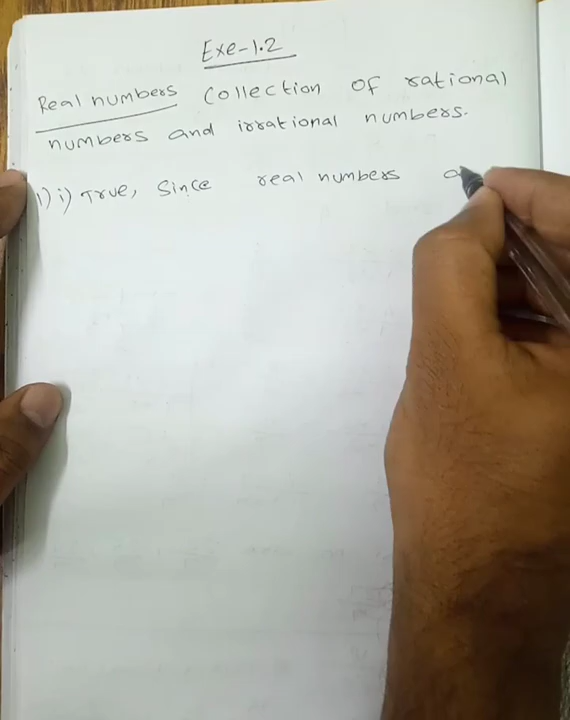 Exe-1.2
Real numbers collection of rational
numbers and irrational numbers.
1) i) True, Since real numbers